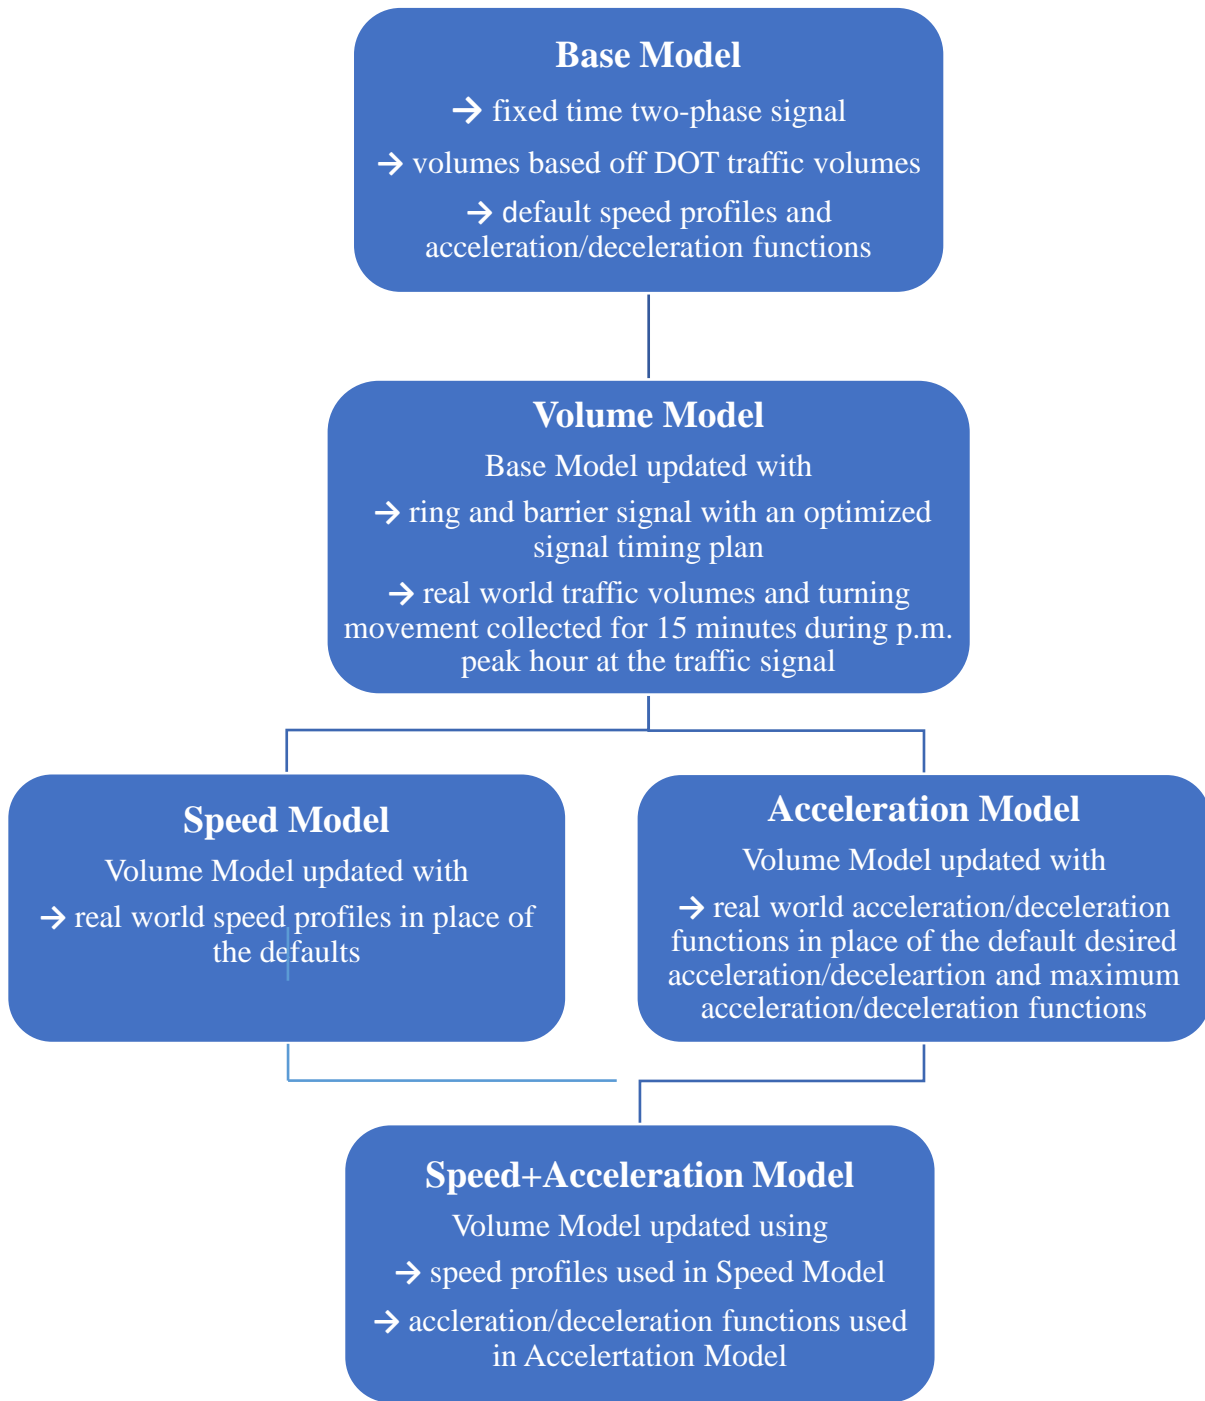 Base Model
→ fixed time two-phase signal
→ volumes based off DOT traffic volumes
→ default speed profiles and
acceleration/deceleration functions
Volume Model
Base Model updated with
→ ring and barrier signal with an optimized
signal timing plan
→ real world traffic volumes and turning
movement collected for 15 minutes during p.m.
peak hour at the traffic signal
Speed Model
Volume Model updated with
→ real world speed profiles in place of
the defaults
Acceleration Model
Volume Model updated with
→ real world acceleration/deceleration
functions in place of the default desired
acceleration/deceleartion and maximum
acceleration/deceleration functions
Speed+Acceleration Model
Volume Model updated using
→ speed profiles used in Speed Model
→ accleration/deceleration functions used
in Accelertation Model